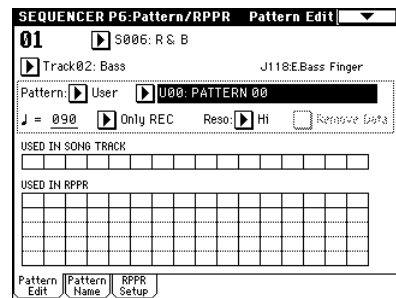 SEQUENCER P6:Pattern/RPPR Pattern Edit
01 S006: R & B
Track02: Bass J118:E.Bass Finger
Pattern: User U00: PATTERN 00
♩ = 090 Only REC Reso: Hi Remove Data
USED IN SONG TRACK
USED IN RPPR
Pattern Edit Pattern Name RPPR Setup